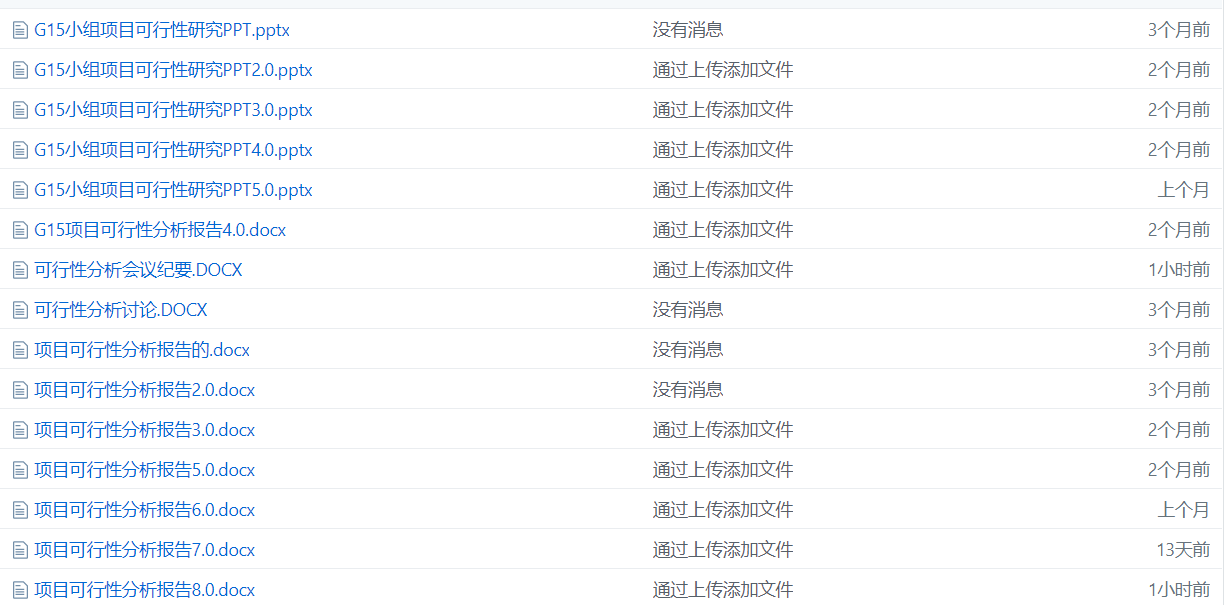 G15小组项目可行性研究PPT.pptx 没有消息 3个月前
G15小组项目可行性研究PPT2.0.pptx 通过上传添加文件 2个月前
G15小组项目可行性研究PPT3.0.pptx 通过上传添加文件 2个月前
G15小组项目可行性研究PPT4.0.pptx 通过上传添加文件 2个月前
G15小组项目可行性研究PPT5.0.pptx 通过上传添加文件 上个月
G15项目可行性分析报告4.0.docx 通过上传添加文件 2个月前
可行性分析会议纪要.DOCX 通过上传添加文件 1小时前
可行性分析讨论.DOCX 没有消息 3个月前
项目可行性分析报告的.docx 没有消息 3个月前
项目可行性分析报告2.0.docx 没有消息 3个月前
项目可行性分析报告3.0.docx 通过上传添加文件 2个月前
项目可行性分析报告5.0.docx 通过上传添加文件 2个月前
项目可行性分析报告6.0.docx 通过上传添加文件 上个月
项目可行性分析报告7.0.docx 通过上传添加文件 13天前
项目可行性分析报告8.0.docx 通过上传添加文件 1小时前